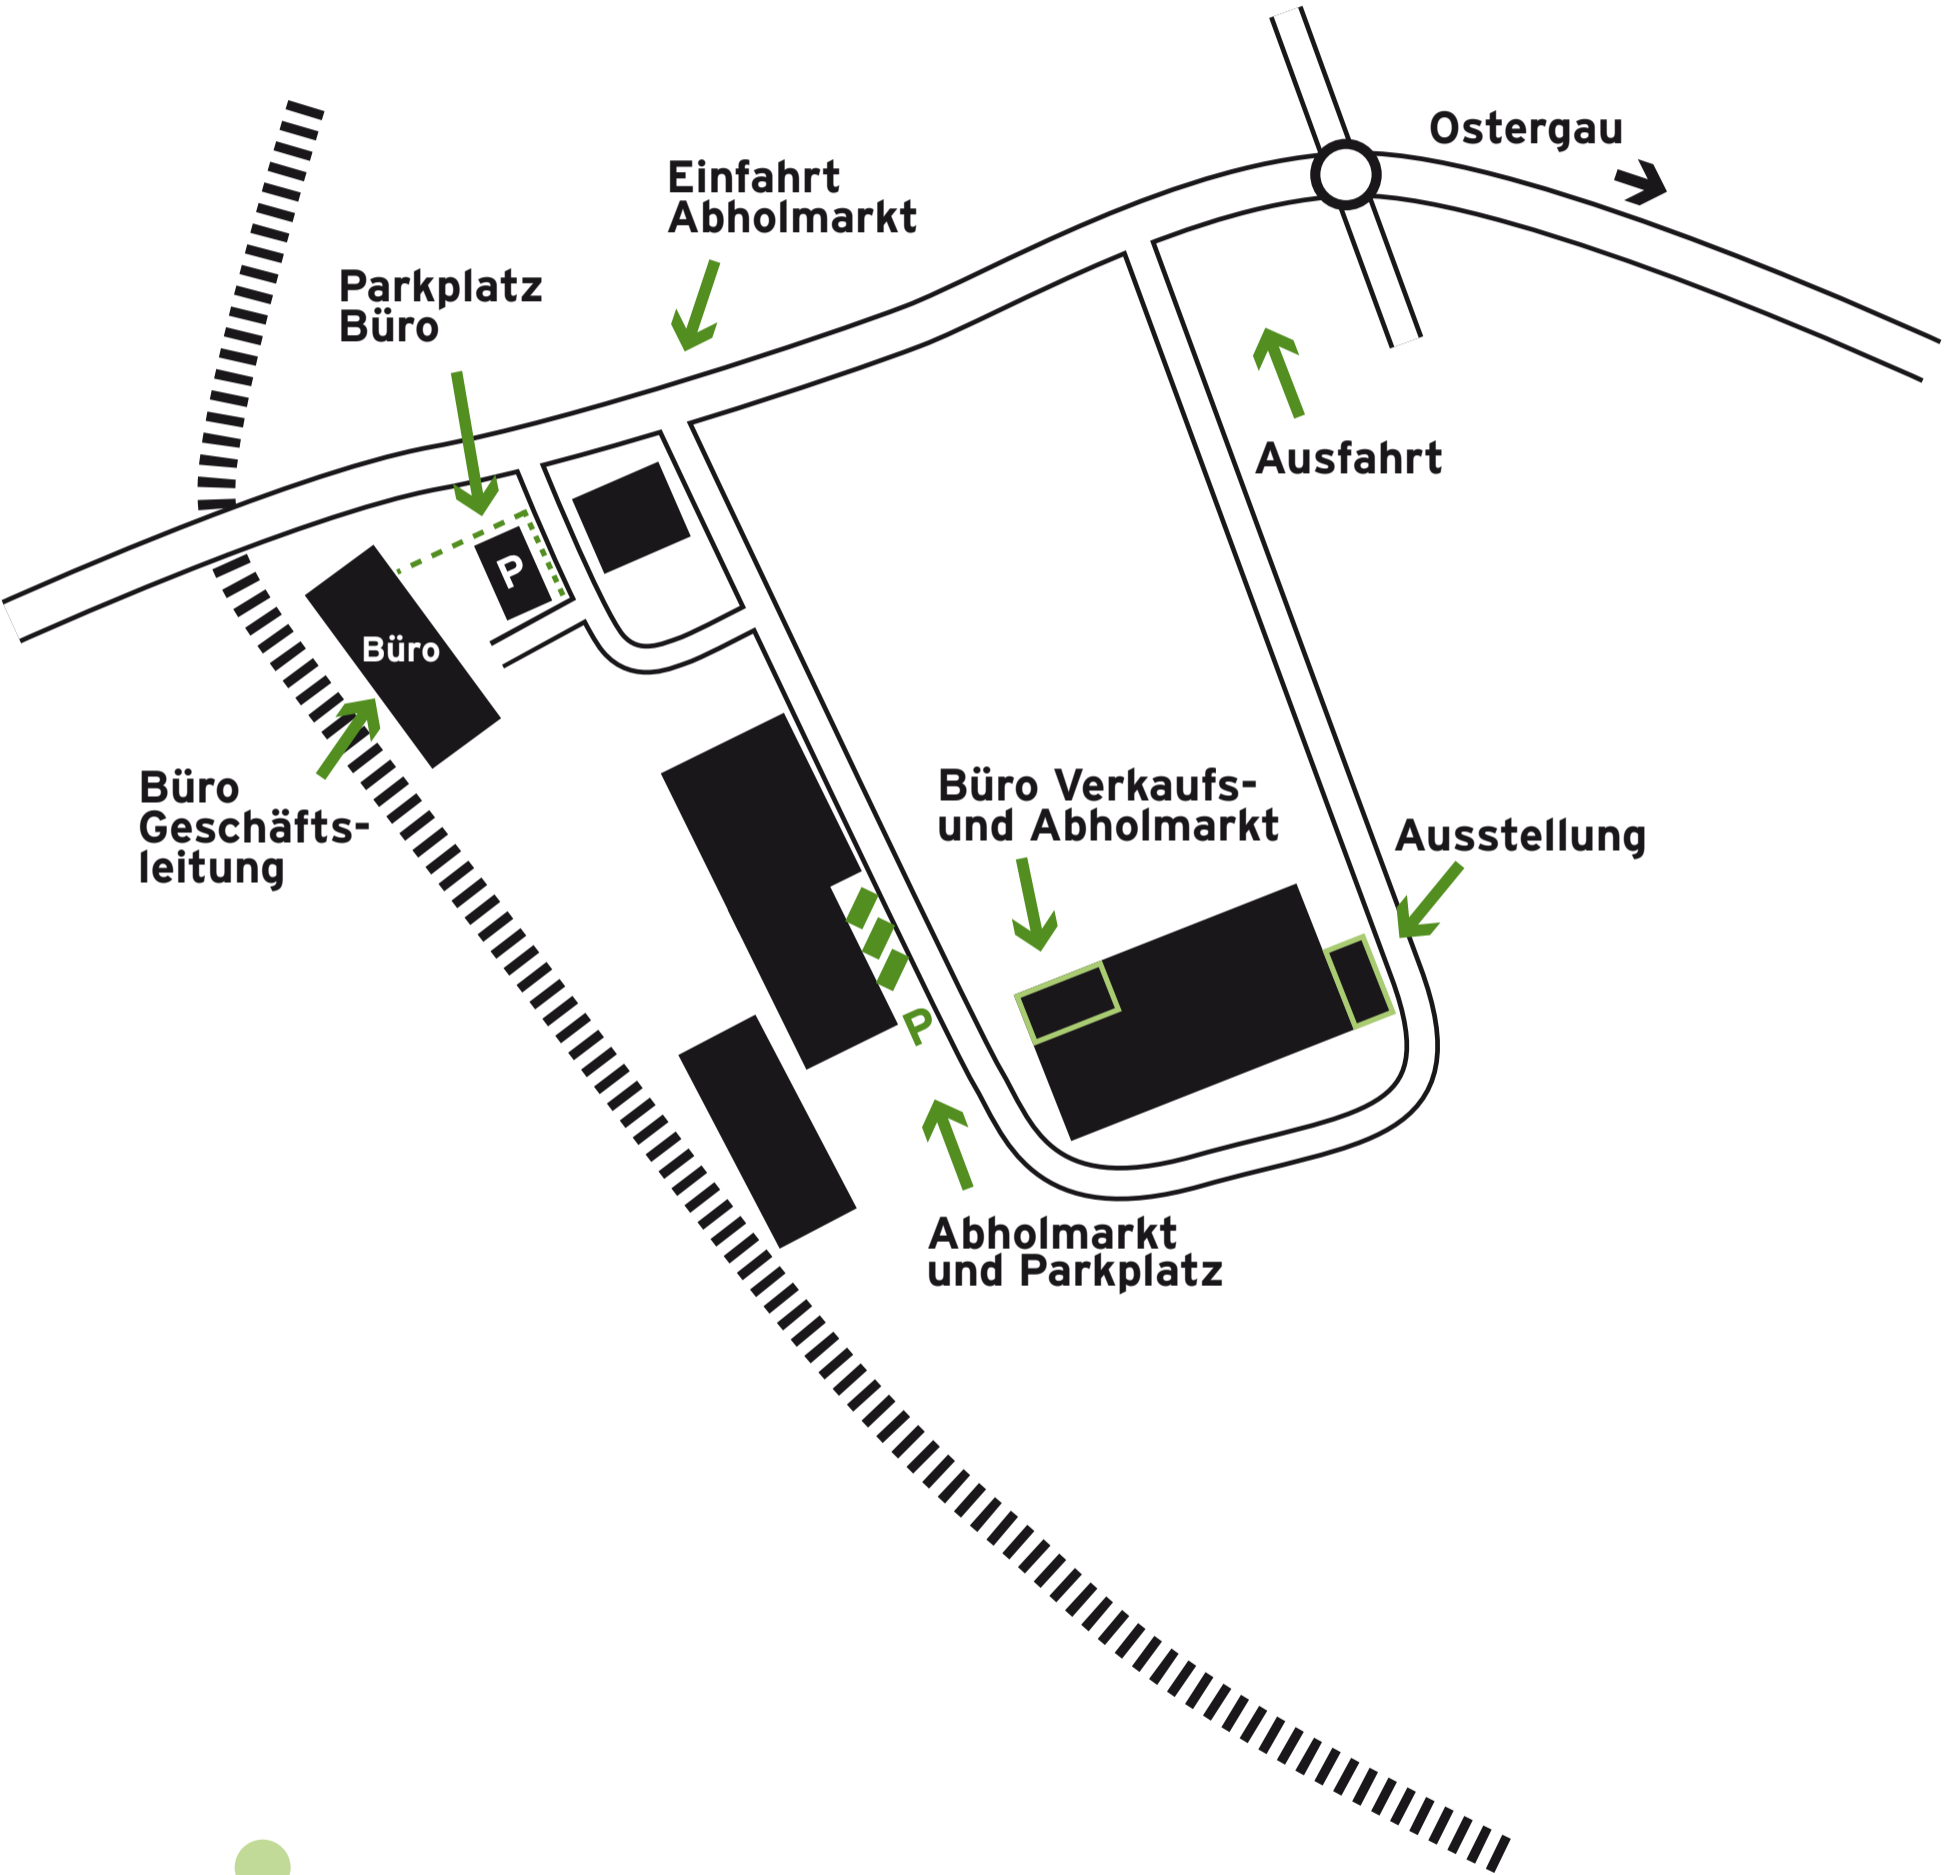 Ostergau
Einfahrt
Abholmarkt
Parkplatz
Büro
Ausfahrt
P
Büro
Büro
Geschäfts-
leitung
Büro Verkaufs-
und Abholmarkt
Ausstellung
P
Abholmarkt
und Parkplatz